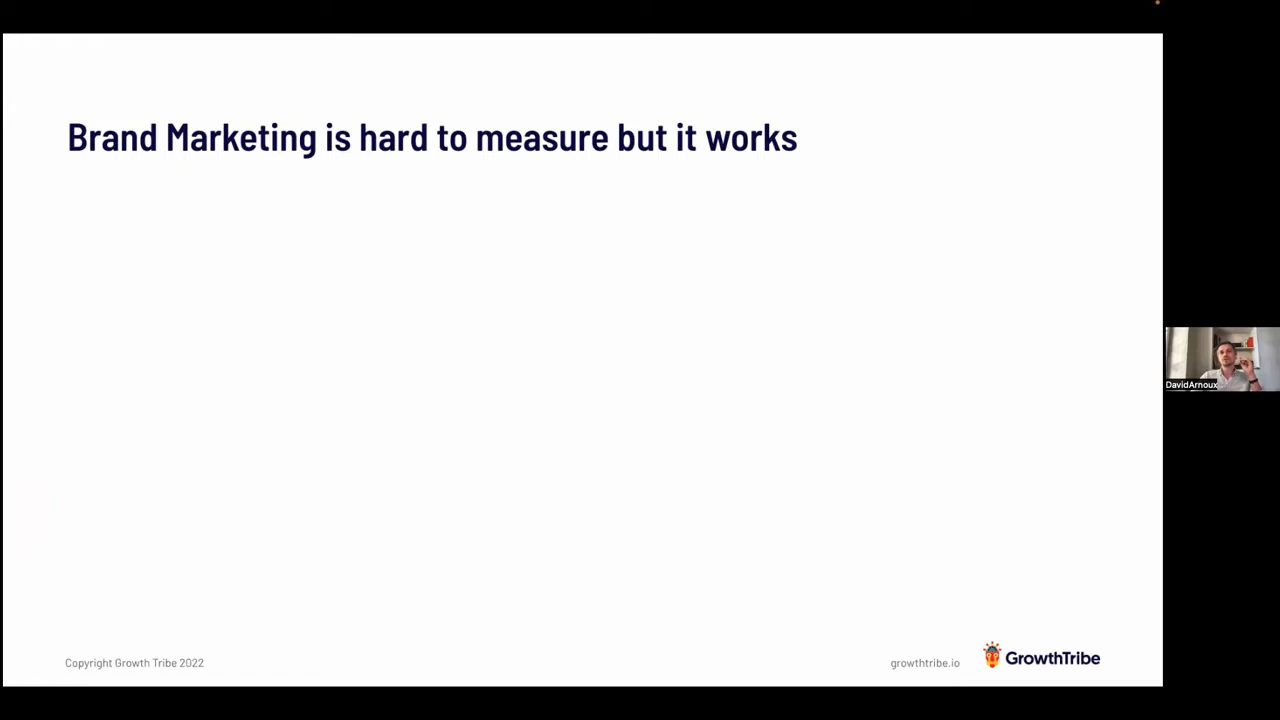 Brand Marketing is hard to measure but it works
DavidArnoux
Copyright Growth Tribe 2022
growthtribe.io
GrowthTribe